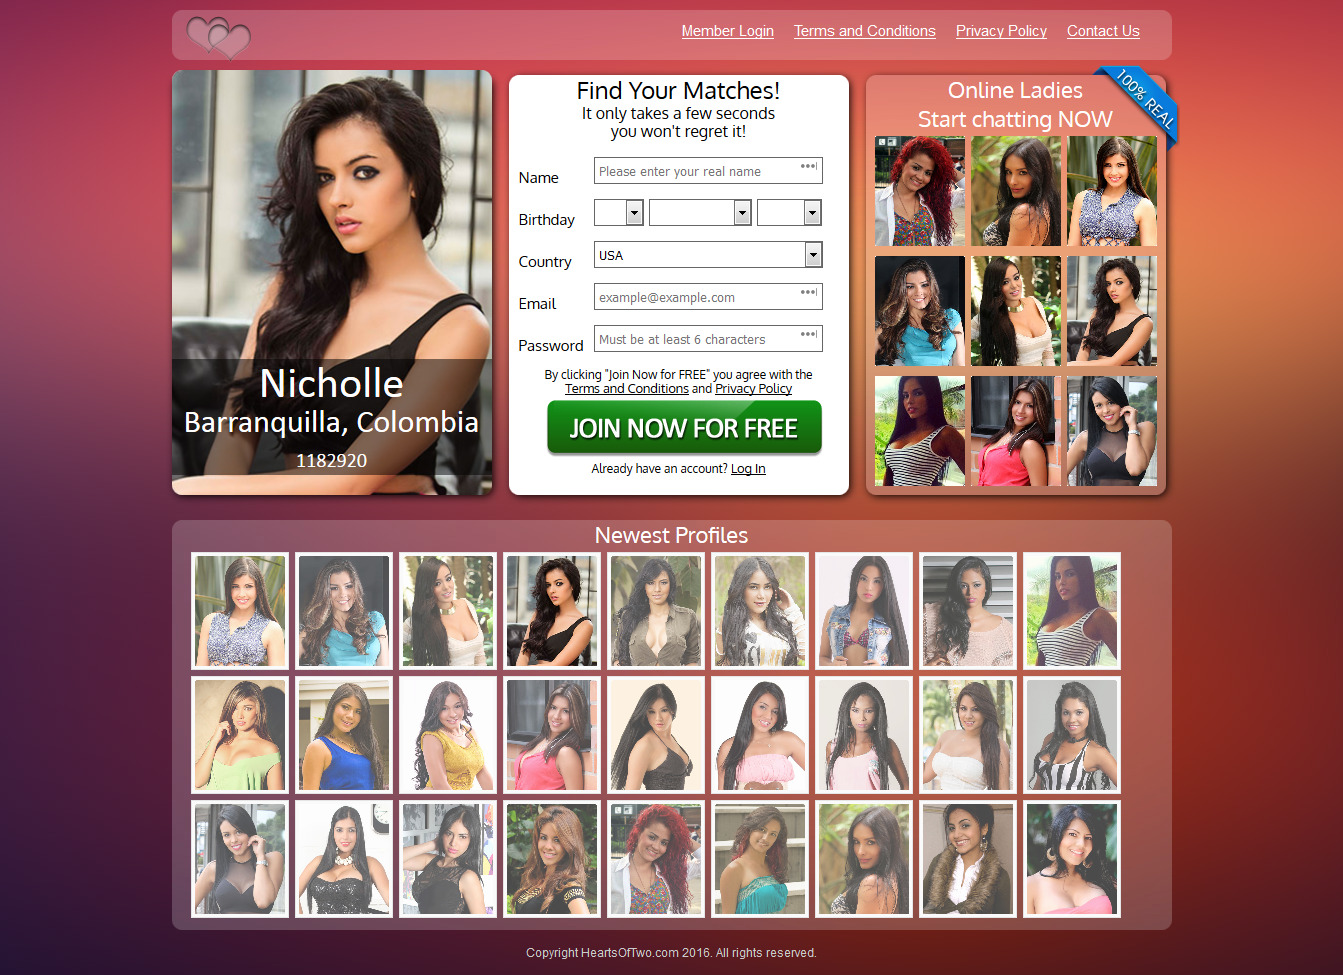 Member Login
Terms and Conditions
Privacy Policy
Contact Us
Nicholle
Barranquilla, Colombia
1182920
Find Your Matches!
It only takes a few seconds
you won't regret it!
Name
Please enter your real name
Birthday
Country
USA
Email
example@example.com
Password
Must be at least 6 characters
By clicking "Join Now for FREE" you agree with the
Terms and Conditions and Privacy Policy
JOIN NOW FOR FREE
Already have an account? Log In
Online Ladies
Start chatting NOW
100% REAL
Newest Profiles
Copyright HeartsOfTwo.com 2016. All rights reserved.